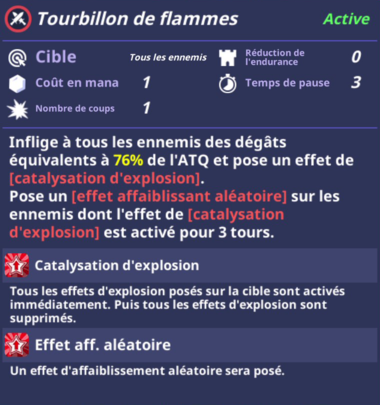 Tourbillon de flammes Active
Cible Tous les ennemis Réduction de l'endurance 0
Coût en mana 1 Temps de pause 3
Nombre de coups 1
Inflige à tous les ennemis des dégâts
équivalents à 76% de l'ATQ et pose un effet de
[catalysation d'explosion].
Pose un [effet affaiblissant aléatoire] sur les
ennemis dont l'effet de [catalysation
d'explosion] est activé pour 3 tours.
Catalysation d'explosion
Tous les effets d'explosion posés sur la cible sont activés
immédiatement. Puis tous les effets d'explosion sont
supprimés.
Effet aff. aléatoire
Un effet d'affaiblissement aléatoire sera posé.